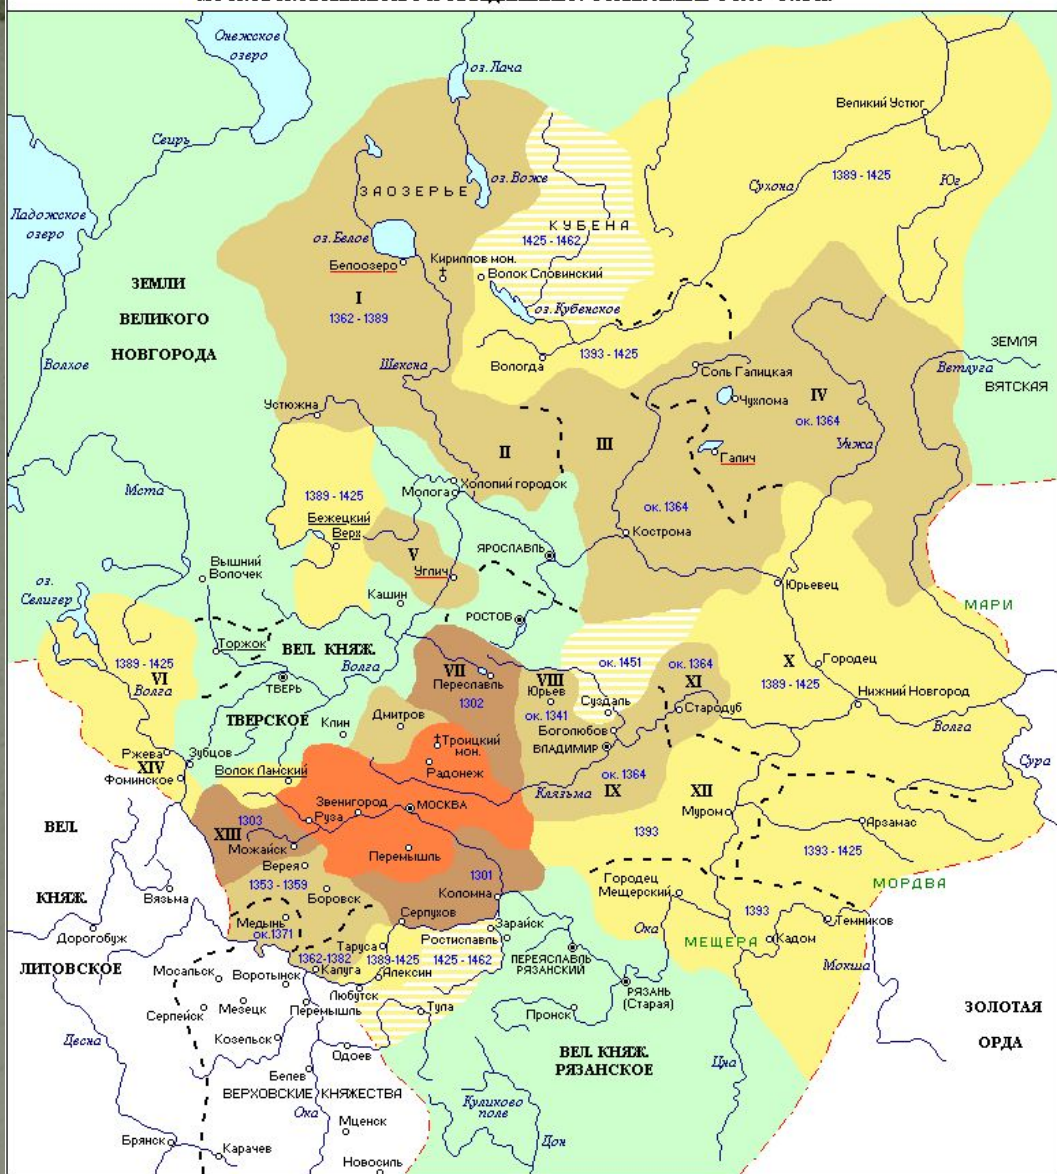 Онежское
озеро
оз. Лача
Свирь
Великий Устюг
оз. Воже
ЗАОЗЕРЬЕ
Сухона
1389 - 1425
Юг
Ладожское
озеро
КУБЕНА
1425 - 1462
оз. Белое
Белоозеро
Кириллов мон.
Волок Словинский
ЗЕМЛИ
ВЕЛИКОГО
НОВГОРОДА
I
1362 - 1389
оз. Кубенское
Волхов
Шексна
Вологда
1393 - 1425
Соль Галицкая
ЗЕМЛЯ
ВЯТСКАЯ
Ветлуга
Чухлома
IV
ок. 1364
Устюжна
Унжа
II
III
Галич
Мста
1389 - 1425
Молога
Холопий городок
ок. 1364
Бежецкий
Верх
Кострома
V
Углич
ЯРОСЛАВЛЬ
Вышний
Волочек
Юрьевец
оз.
Селигер
Кашин
РОСТОВ
МАРИ
Торжок
ВЕЛ. КНЯЖ.
Волга
1389 - 1425
VI
Волга
ТВЕРЬ
VII
Переславль
1302
VIII
Юрьев
ок. 1341
ок. 1451
ок. 1364
XI
X
1389 - 1425
Городец
Суздаль
Стародуб
Нижний Новгород
ТВЕРСКОЕ
Клин
Дмитров
Боголюбов
ВЛАДИМИР
Волга
Троицкий
мон.
Ржева
Зубцов
XIV
Фоминское
Волок Ламский
Радонеж
ок. 1364
IX
Клязьма
Сура
Звенигород
Руза
МОСКВА
XII
Муром
ВЕЛ.
1303
XIII
Можайск
Арзамас
1393
Перемышль
Верея
1393 - 1425
1301
1353 - 1359
Боровск
Коломна
Городец
Мещерский
МОРДВА
КНЯЖ.
Вязьма
Медынь
ок. 1371
Серпухов
Зарайск
1393
Темников
Дорогобуж
Таруса
Ростиславль
Ока
МЕЩЕРА
Кадом
ЛИТОВСКОЕ
1362-1382
Калуга
1389-1425
1425 - 1462
ПЕРЕЯСЛАВЛЬ
РЯЗАНСКИЙ
Мокша
Мосальск
Воротынск
Алексин
Любутск
РЯЗАНЬ
(Старая)
Серпейск
Мезецк
Перемышль
Тула
Пронск
ЗОЛОТАЯ
ОРДА
Десна
Козельск
Одоев
ВЕЛ. КНЯЖ.
РЯЗАНСКОЕ
Цна
Белев
ВЕРХОВСКИЕ КНЯЖЕСТВА
Ока
Куликово
поле
Мценск
Брянск
Карачев
Дон
Новосиль